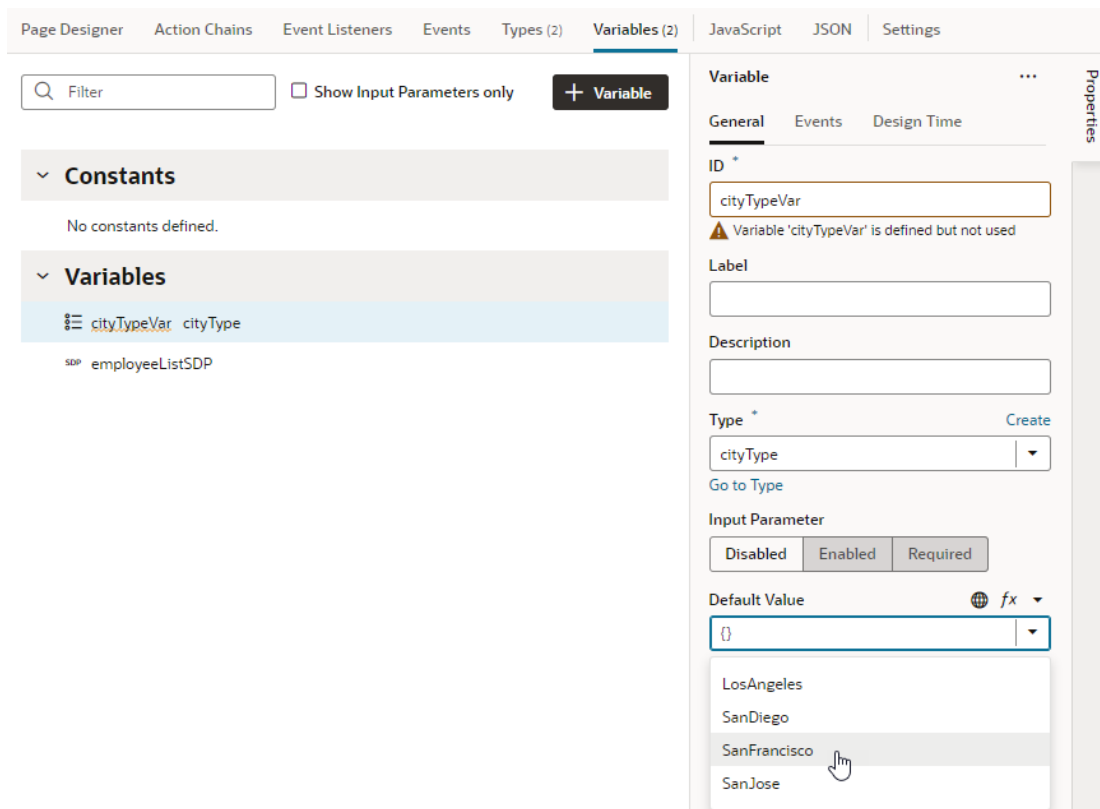 Page Designer Action Chains Event Listeners Events Types (2) Variables (2) JavaScript JSON Settings
Filter Show Input Parameters only + Variable
Constants
No constants defined.
Variables
cityTypeVar cityType
SDP employeeListSDP
Variable ...
Properties
General Events Design Time
ID *
cityTypeVar
Variable 'cityTypeVar' is defined but not used
Label
Description
Type * Create
cityType
Go to Type
Input Parameter
Disabled Enabled Required
Default Value fx
{}
LosAngeles
SanDiego
SanFrancisco
SanJose